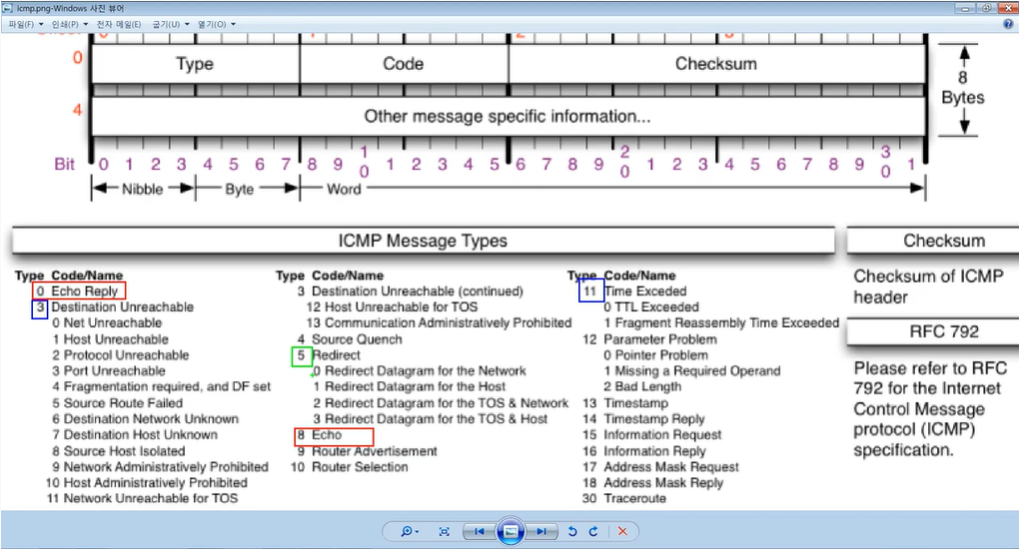 icmp.png-Windows 사진 뷰어
파일(F) 인쇄(P) 전자 메일(E) 굽기(U) 열기(O)
0 Type Code Checksum
8
Bytes
4 Other message specific information...
Bit 0 1 2 3 4 5 6 7 8 9 10 1 2 3 4 5 6 7 8 9 20 1 2 3 4 5 6 7 8 9 30 1
Nibble Byte Word
ICMP Message Types
Type Code/Name
0 Echo Reply
3 Destination Unreachable
0 Net Unreachable
1 Host Unreachable
2 Protocol Unreachable
3 Port Unreachable
4 Fragmentation required, and DF set
5 Source Route Failed
6 Destination Network Unknown
7 Destination Host Unknown
8 Source Host Isolated
9 Network Administratively Prohibited
10 Host Administratively Prohibited
11 Network Unreachable for TOS
Type Code/Name
3 Destination Unreachable (continued)
12 Host Unreachable for TOS
13 Communication Administratively Prohibited
4 Source Quench
5 Redirect
0 Redirect Datagram for the Network
1 Redirect Datagram for the Host
2 Redirect Datagram for the TOS & Network
3 Redirect Datagram for the TOS & Host
8 Echo
9 Router Advertisement
10 Router Selection
Type Code/Name
11 Time Exceded
0 TTL Exceeded
1 Fragment Reassembly Time Exceeded
12 Parameter Problem
0 Pointer Problem
1 Missing a Required Operand
2 Bad Length
13 Timestamp
14 Timestamp Reply
15 Information Request
16 Information Reply
17 Address Mask Request
18 Address Mask Reply
30 Traceroute
Checksum
Checksum of ICMP
header
RFC 792
Please refer to RFC
792 for the Internet
Control Message
protocol (ICMP)
specification.